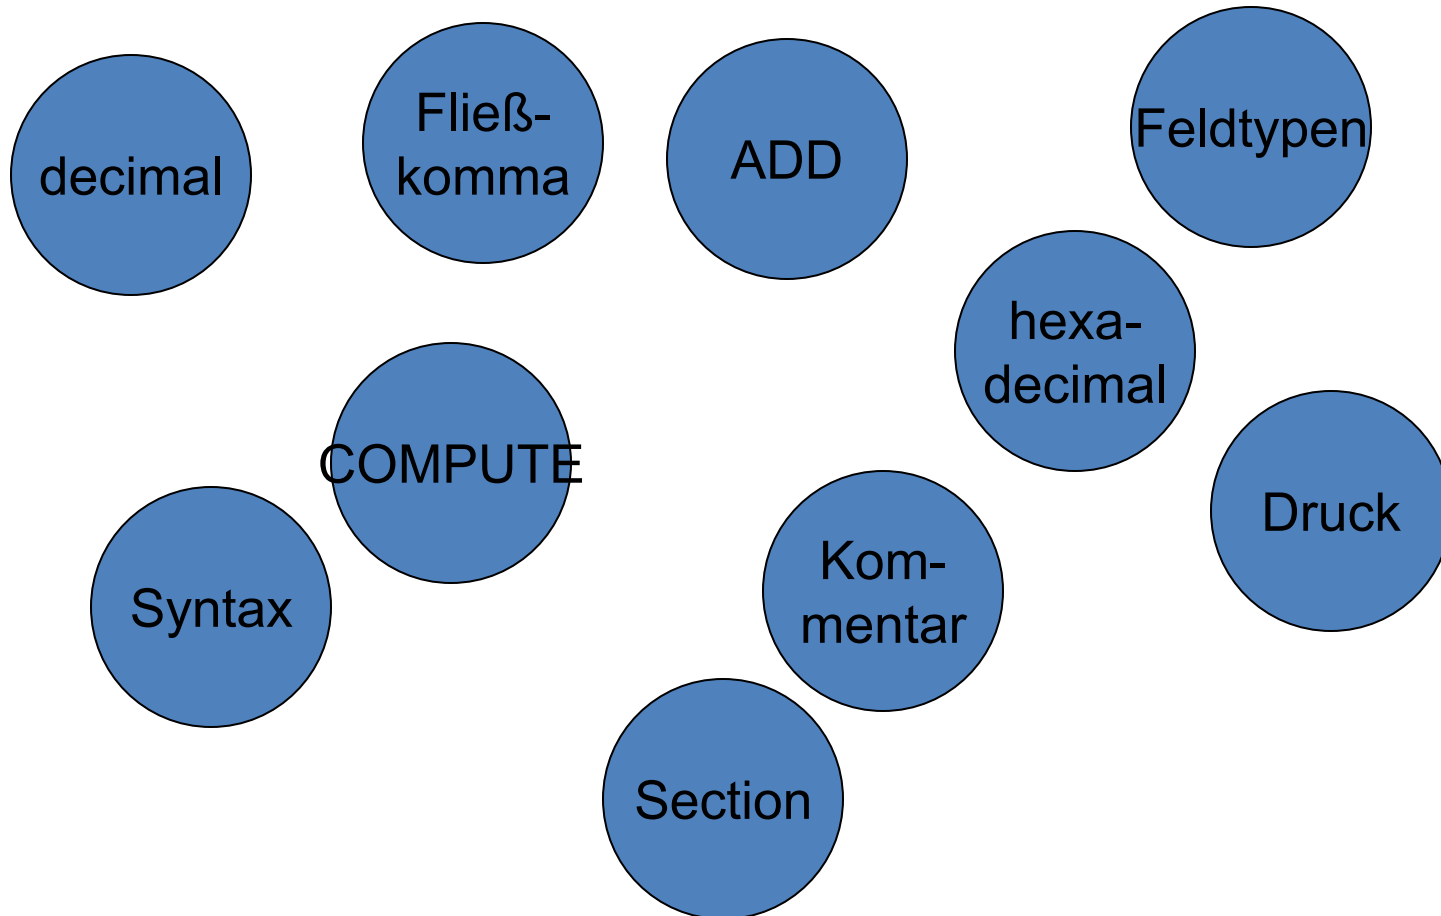 decimal
Fließ-
komma
ADD
Feldtypen
hexa-
decimal
COMPUTE
Druck
Kom-
mentar
Syntax
Section